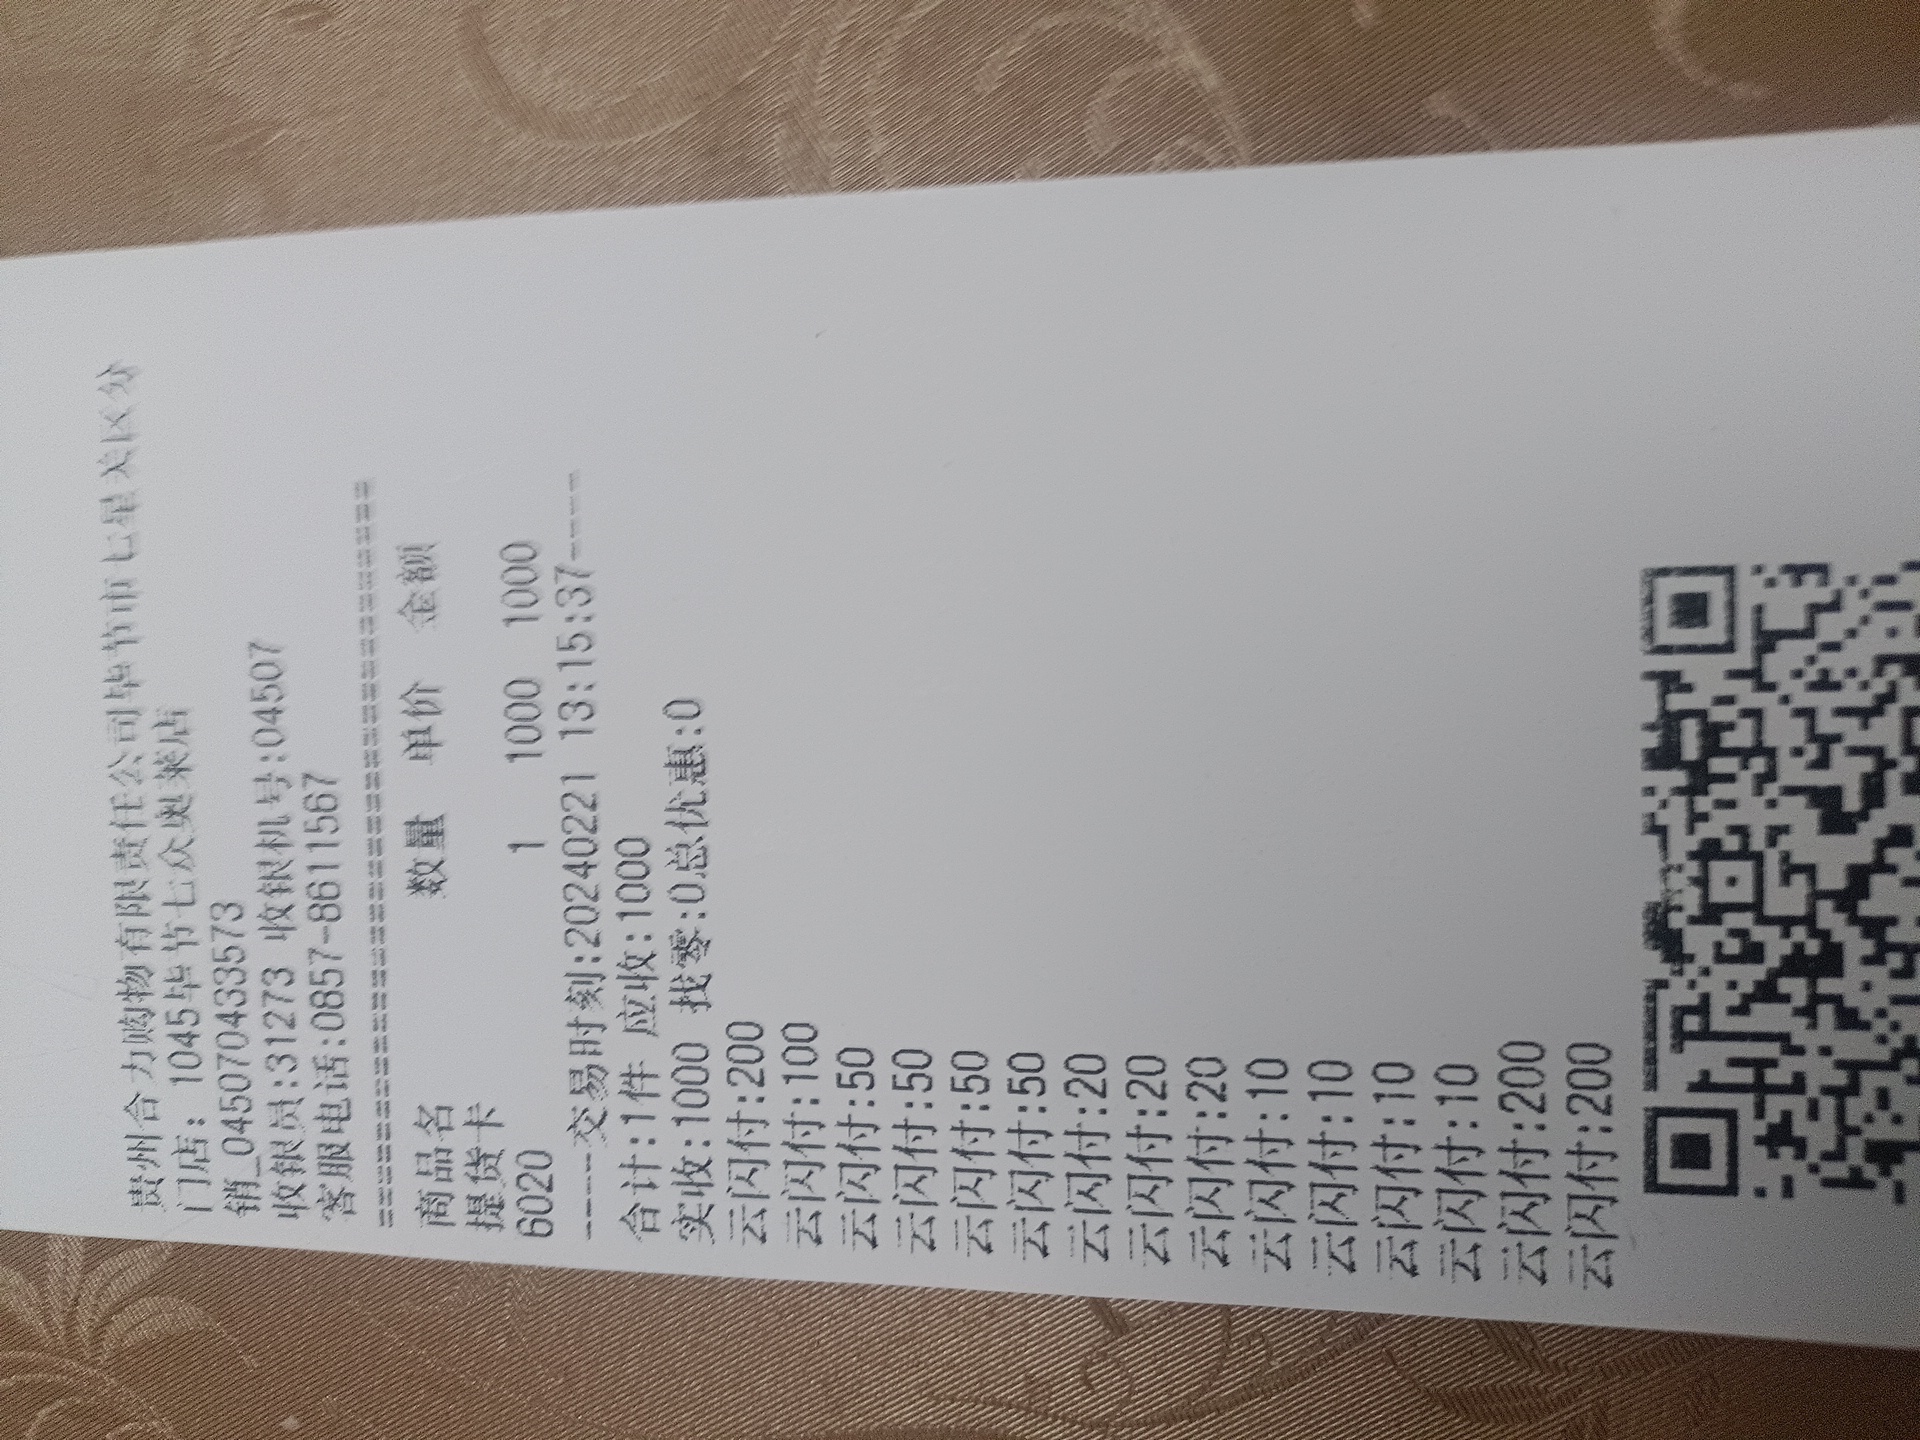 贵州合力购物有限责任公司毕节市七星关区分
门店: 1045毕节七众奥莱店
销_045070433573
收银员:31273 收银机号:04507
客服电话:0857-8611567
================================
商品名 数量 单价 金额
提货卡
6020 1 1000 1000
----交易时刻:20240221 13:15:37----
合计:1件 应收:1000
实收:1000 找零:0总优惠:0
云闪付:200
云闪付:100
云闪付:50
云闪付:50
云闪付:50
云闪付:50
云闪付:20
云闪付:20
云闪付:20
云闪付:10
云闪付:10
云闪付:10
云闪付:10
云闪付:200
云闪付:200